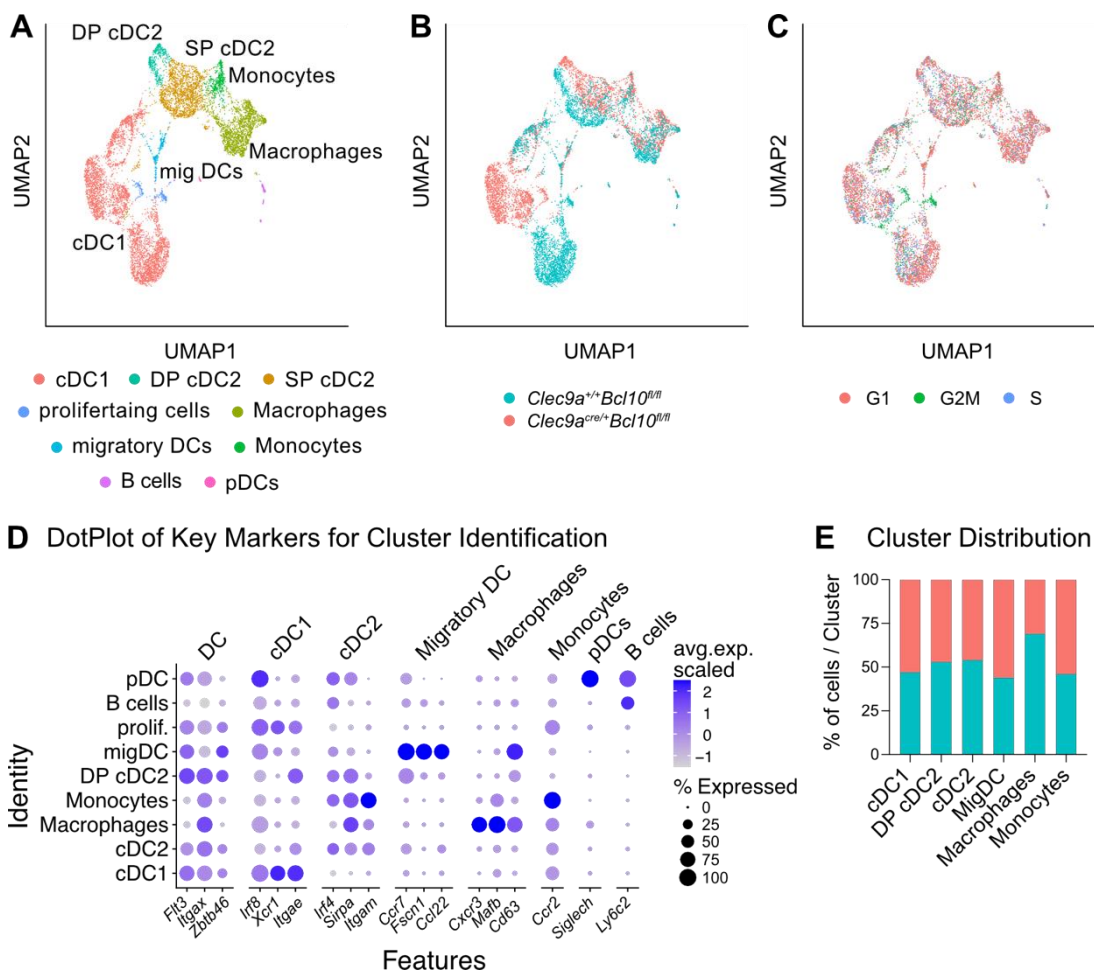 A
DP cDC2
SP cDC2
Monocytes
Macrophages
mig DCs
cDC1
UMAP2
UMAP1
cDC1 DP cDC2 SP cDC2
prolifertaing cells Macrophages
migratory DCs Monocytes
B cells pDCs
B
UMAP2
UMAP1
Clec9a+/+Bcl10fl/fl
Clec9acre/+Bcl10fl/fl
C
UMAP2
UMAP1
G1 G2M S
D DotPlot of Key Markers for Cluster Identification
DC cDC1 cDC2 Migratory DC Macrophages Monocytes pDCs B cells
Identity
pDC
B cells
prolif.
migDC
DP cDC2
Monocytes
Macrophages
cDC2
cDC1
Flt3 Itgax Zbtb46 Irf8 Xcr1 Itgae Irf4 Sirpa Itgam Ccr7 Fscn1 Ccl22 Cxcr3 Mafb Cd63 Ccr2 Siglech Ly6c2
Features
avg.exp.
scaled
2
1
0
−1
% Expressed
0
25
50
75
100
E Cluster Distribution
% of cells / Cluster
100
75
50
25
0
cDC1 DP cDC2 cDC2 MigDC Macrophages Monocytes